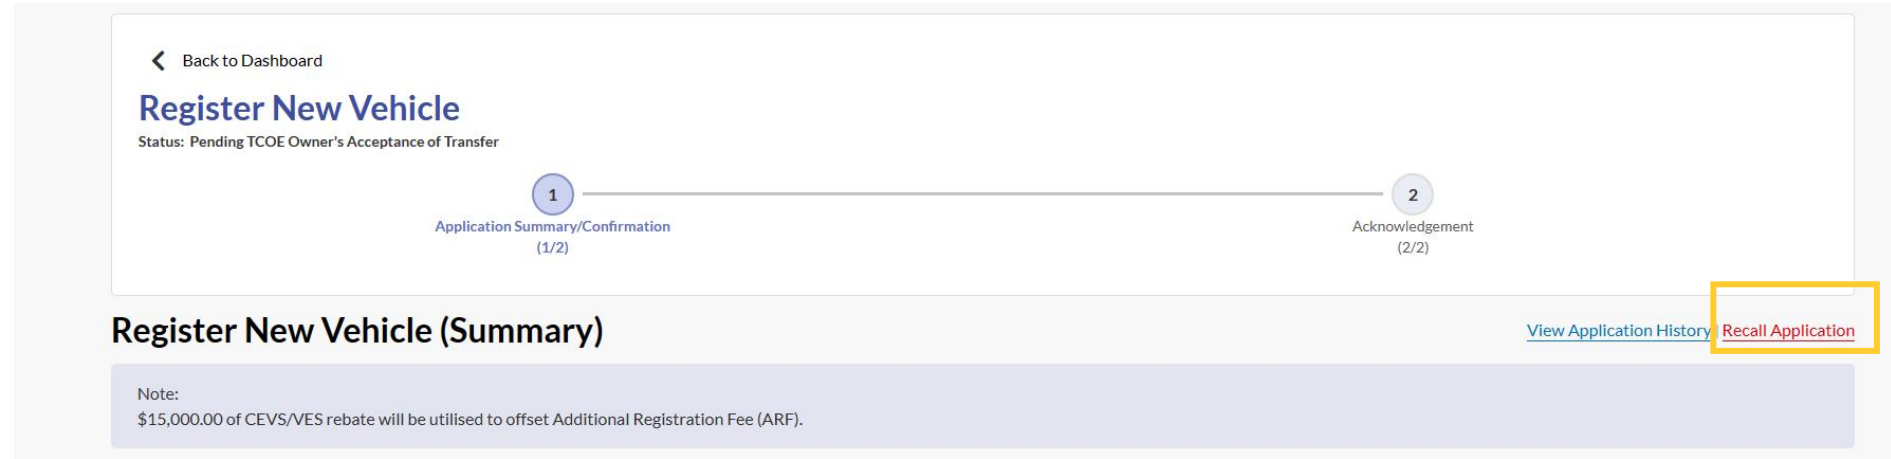 Back to Dashboard
Register New Vehicle
Status: Pending TCOE Owner's Acceptance of Transfer
1
2
Application Summary/Confirmation
(1/2)
Acknowledgement
(2/2)
Register New Vehicle (Summary)
View Application History | Recall Application
Note:
$15,000.00 of CEVS/VES rebate will be utilised to offset Additional Registration Fee (ARF).